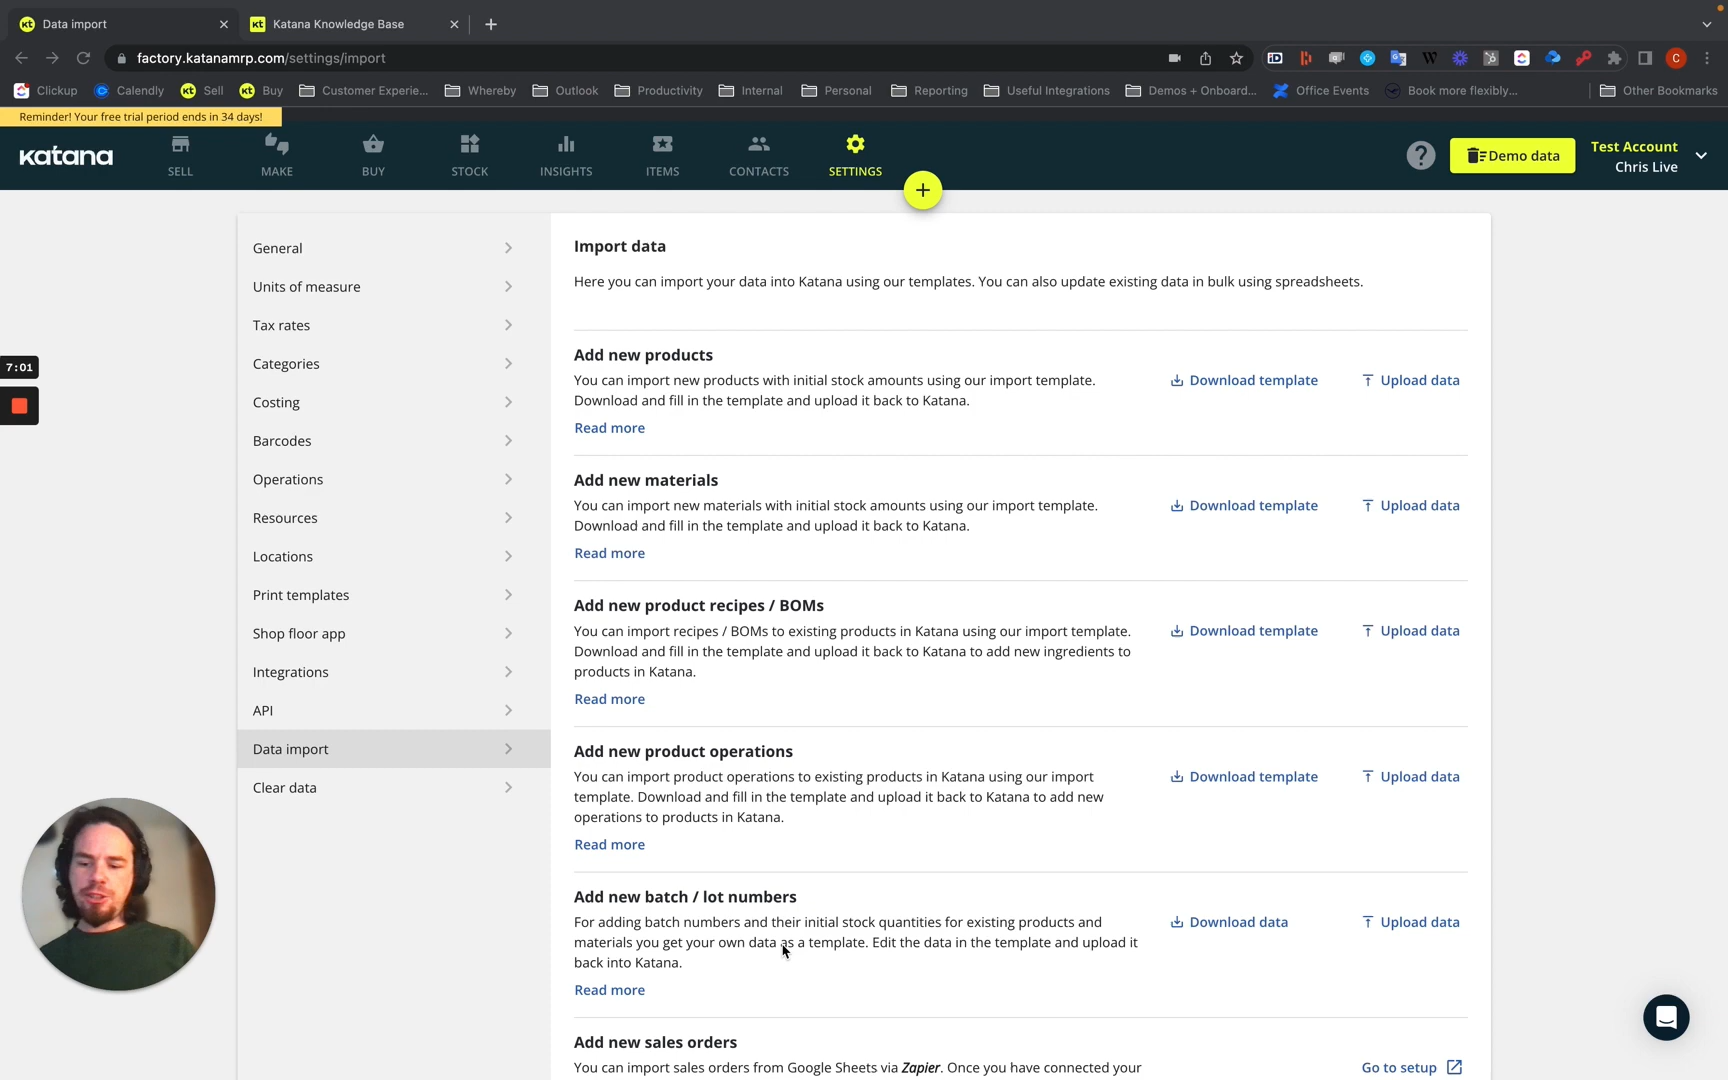 Data import
Katana Knowledge Base
factory.katanamrp.com/settings/import
Clickup
Calendly
Sell
Buy
Customer Experie...
Whereby
Outlook
Productivity
Internal
Personal
Reporting
Useful Integrations
Demos + Onboard...
Office Events
Book more flexibly...
Other Bookmarks
Reminder! Your free trial period ends in 34 days!
katana
SELL
MAKE
BUY
STOCK
INSIGHTS
ITEMS
CONTACTS
SETTINGS
Demo data
Test Account
Chris Live
General
Units of measure
Tax rates
Categories
Costing
Barcodes
Operations
Resources
Locations
Print templates
Shop floor app
Integrations
API
Data import
Clear data
7:01
Import data
Here you can import your data into Katana using our templates. You can also update existing data in bulk using spreadsheets.
Add new products
You can import new products with initial stock amounts using our import template.
Download and fill in the template and upload it back to Katana.
Read more
Download template
Upload data
Add new materials
You can import new materials with initial stock amounts using our import template.
Download and fill in the template and upload it back to Katana.
Read more
Download template
Upload data
Add new product recipes / BOMs
You can import recipes / BOMs to existing products in Katana using our import template.
Download and fill in the template and upload it back to Katana to add new ingredients to
products in Katana.
Read more
Download template
Upload data
Add new product operations
You can import product operations to existing products in Katana using our import
template. Download and fill in the template and upload it back to Katana to add new
operations to products in Katana.
Read more
Download template
Upload data
Add new batch / lot numbers
For adding batch numbers and their initial stock quantities for existing products and
materials you get your own data as a template. Edit the data in the template and upload it
back into Katana.
Read more
Download data
Upload data
Add new sales orders
You can import sales orders from Google Sheets via Zapier. Once you have connected your
Go to setup